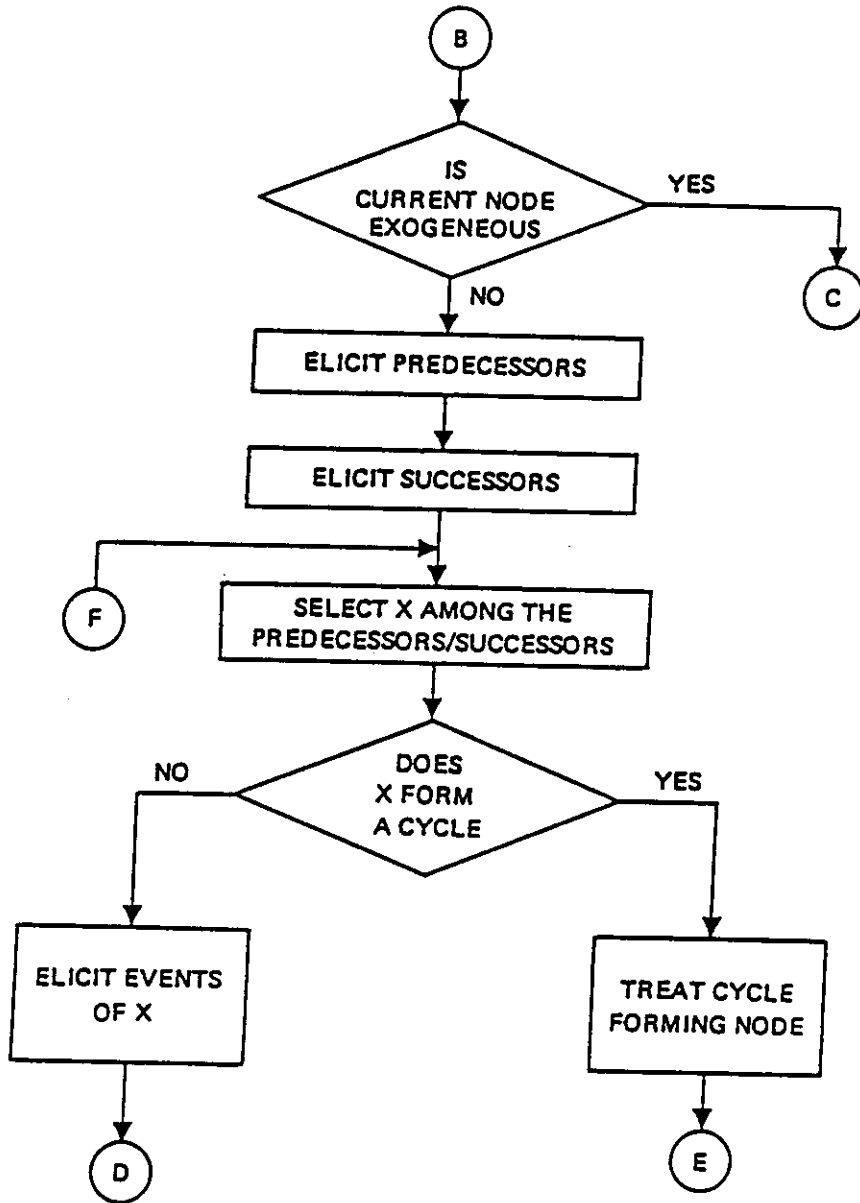 B
IS
CURRENT NODE
EXOGENEOUS
YES
C
NO
ELICIT PREDECESSORS
ELICIT SUCCESSORS
F
SELECT X AMONG THE
PREDECESSORS/SUCCESSORS
DOES
X FORM
A CYCLE
NO
YES
ELICIT EVENTS
OF X
TREAT CYCLE
FORMING NODE
D
E